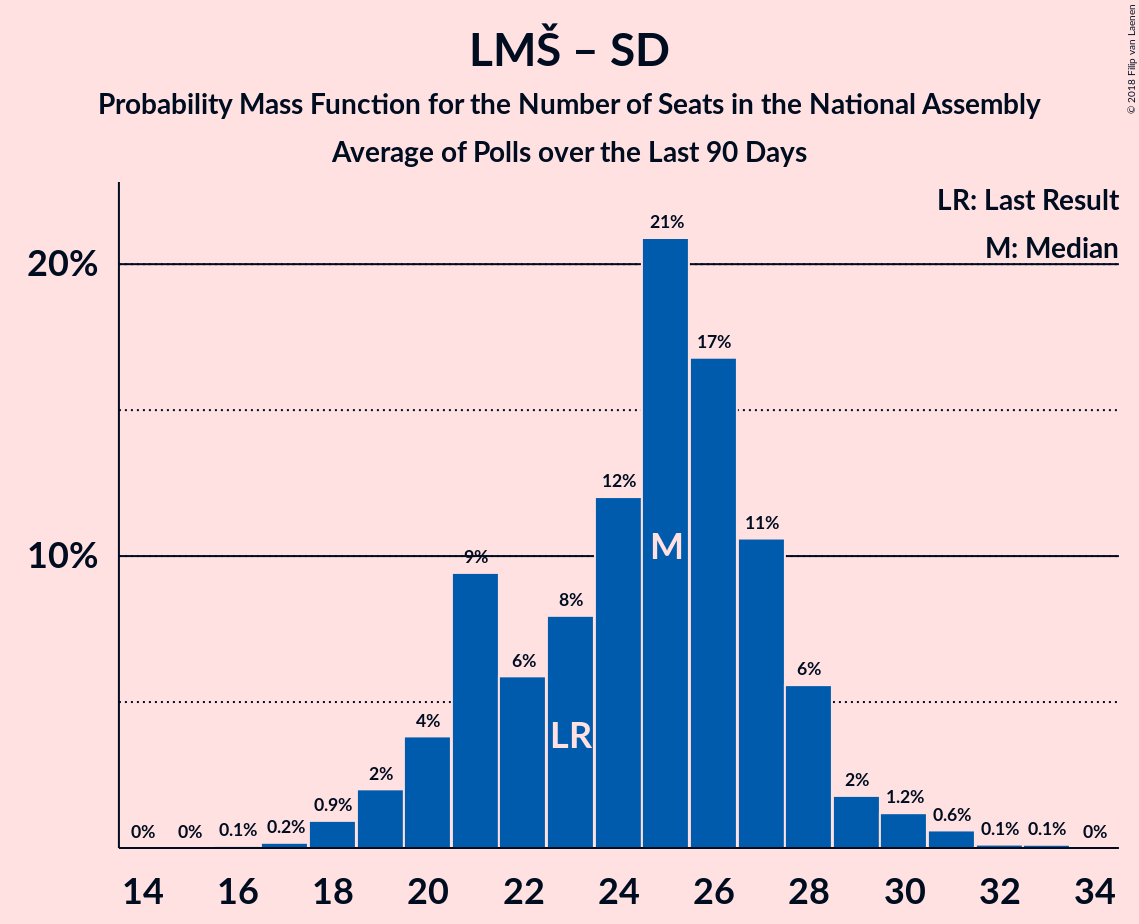 LMŠ – SD
Probability Mass Function for the Number of Seats in the National Assembly
Average of Polls over the Last 90 Days
© 2018 Filip van Laenen
LR: Last Result
M: Median
20%
10%
0%
0%
0.1%
0.2%
0.9%
2%
4%
9%
6%
8%
12%
21%
17%
11%
6%
2%
1.2%
0.6%
0.1%
0.1%
0%
LR
M
14 16 18 20 22 24 26 28 30 32 34